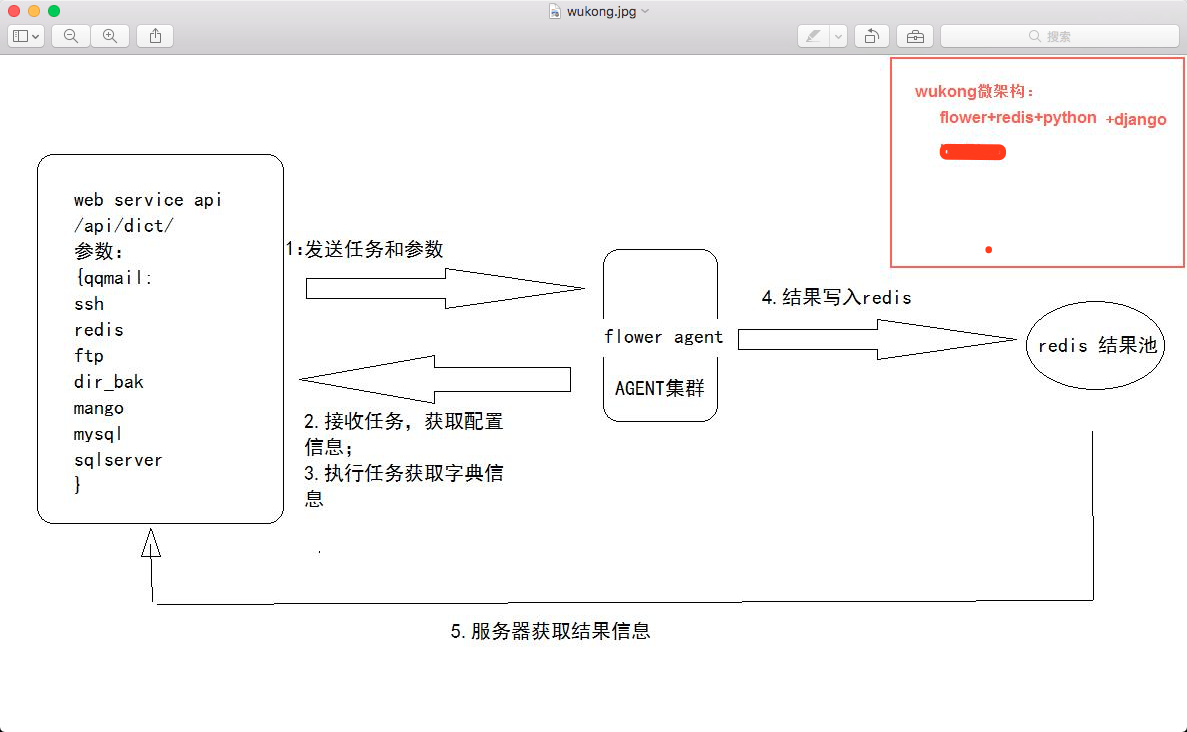 wukong.jpg
搜索
wukong微架构：
flower+redis+python +django
web service api
/api/dict/
参数：
{qqmail:
ssh
redis
ftp
dir_bak
mango
mysql
sqlserver
}
1:发送任务和参数
2.接收任务，获取配置
信息；
3.执行任务获取字典信
息
flower agent
AGENT集群
4.结果写入redis
redis 结果池
5.服务器获取结果信息